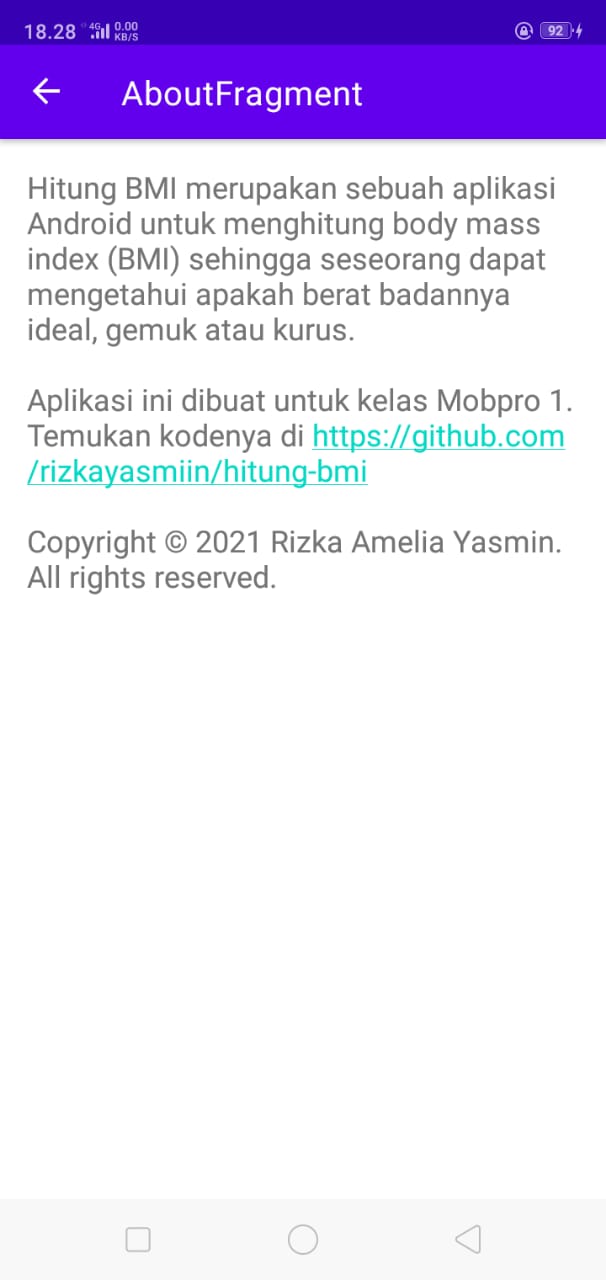 18.28 4G 0.00 KB/S 92
AboutFragment
Hitung BMI merupakan sebuah aplikasi
Android untuk menghitung body mass
index (BMI) sehingga seseorang dapat
mengetahui apakah berat badannya
ideal, gemuk atau kurus.
Aplikasi ini dibuat untuk kelas Mobpro 1.
Temukan kodenya di https://github.com
/rizkayasmiin/hitung-bmi
Copyright © 2021 Rizka Amelia Yasmin.
All rights reserved.